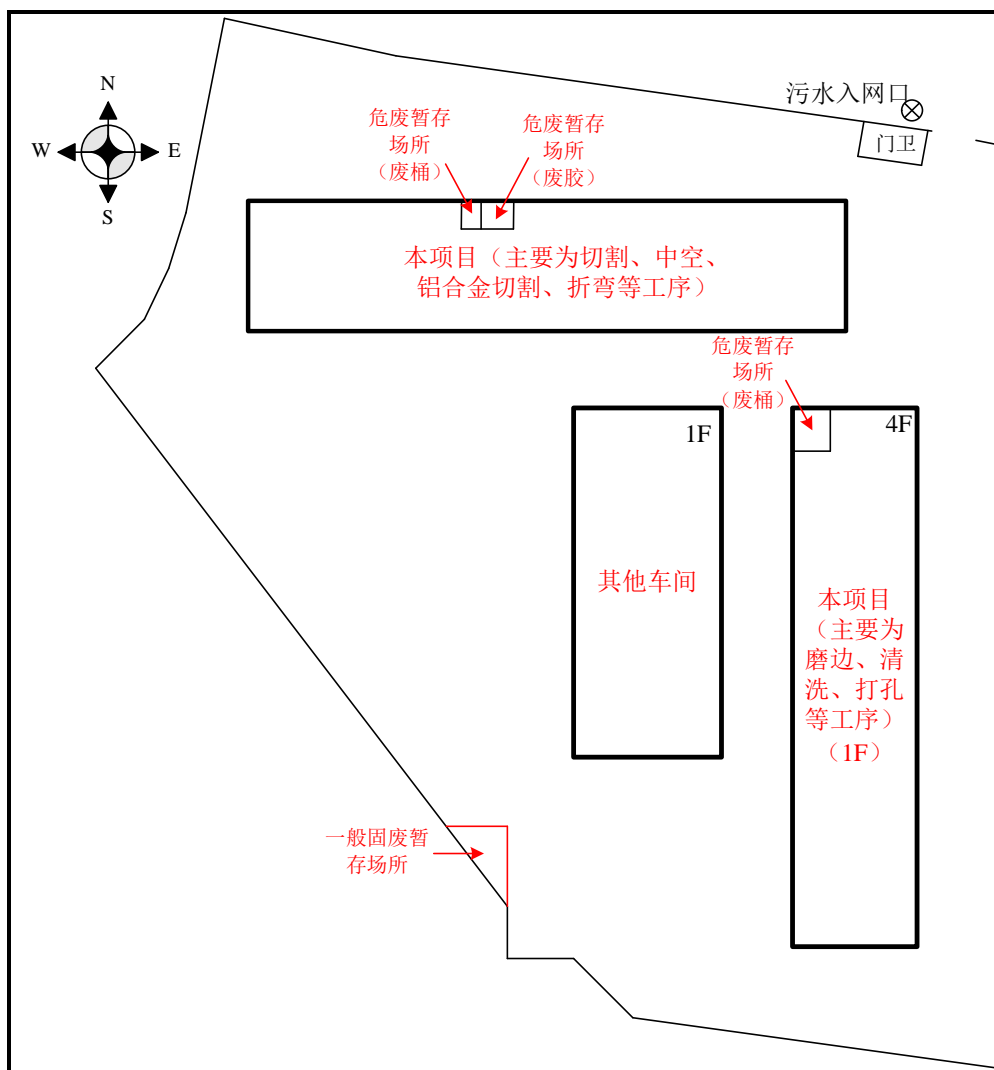 N
W
E
S
污水入网口
门卫
危废暂存
场所
（废桶）
危废暂存
场所
（废胶）
本项目（主要为切割、中空、
铝合金切割、折弯等工序）
危废暂存
场所
（废桶）
1F
4F
其他车间
本项目
（主要为
磨边、清
洗、打孔
等工序）
（1F）
一般固废暂
存场所